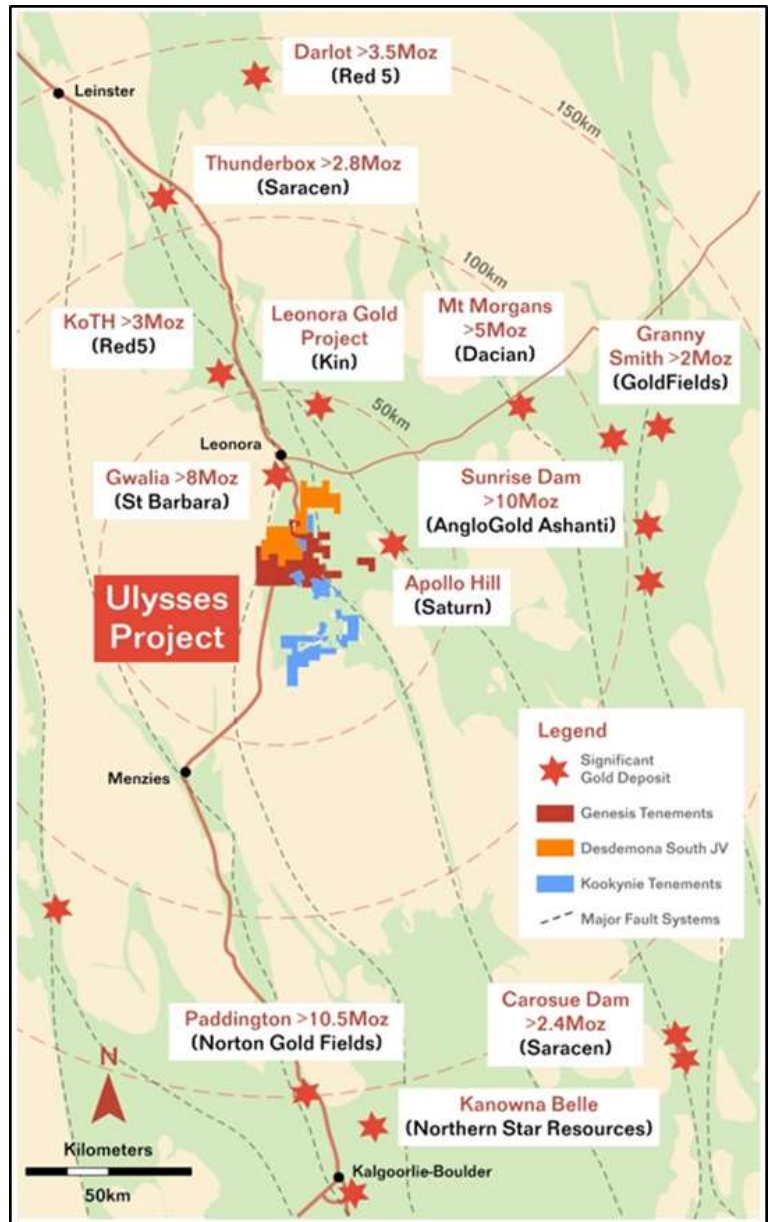 Darlot >3.5Moz
(Red 5)
Leinster
150km
Thunderbox >2.8Moz
(Saracen)
100km
KoTH >3Moz
(Red5)
Leonora Gold
Project
(Kin)
Mt Morgans
>5Moz
(Dacian)
Granny
Smith >2Moz
(GoldFields)
50km
Leonora
Gwalia >8Moz
(St Barbara)
Sunrise Dam
>10Moz
(AngloGold Ashanti)
Apollo Hill
(Saturn)
Ulysses
Project
Menzies
Legend
Significant
Gold Deposit
Genesis Tenements
Desdemona South JV
Kookynie Tenements
Major Fault Systems
Paddington >10.5Moz
(Norton Gold Fields)
Carosue Dam
>2.4Moz
(Saracen)
N
Kanowna Belle
(Northern Star Resources)
Kilometers
50km
Kalgoorlie-Boulder